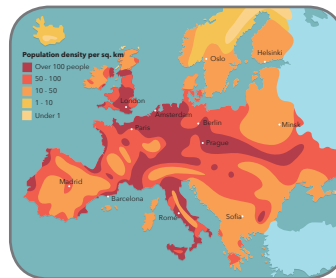 Population density per sq. km
Over 100 people
50 - 100
10 - 50
1 - 10
Under 1
Oslo
Helsinki
London
Amsterdam
Berlin
Minsk
Paris
Prague
Madrid
Barcelona
Rome
Sofia